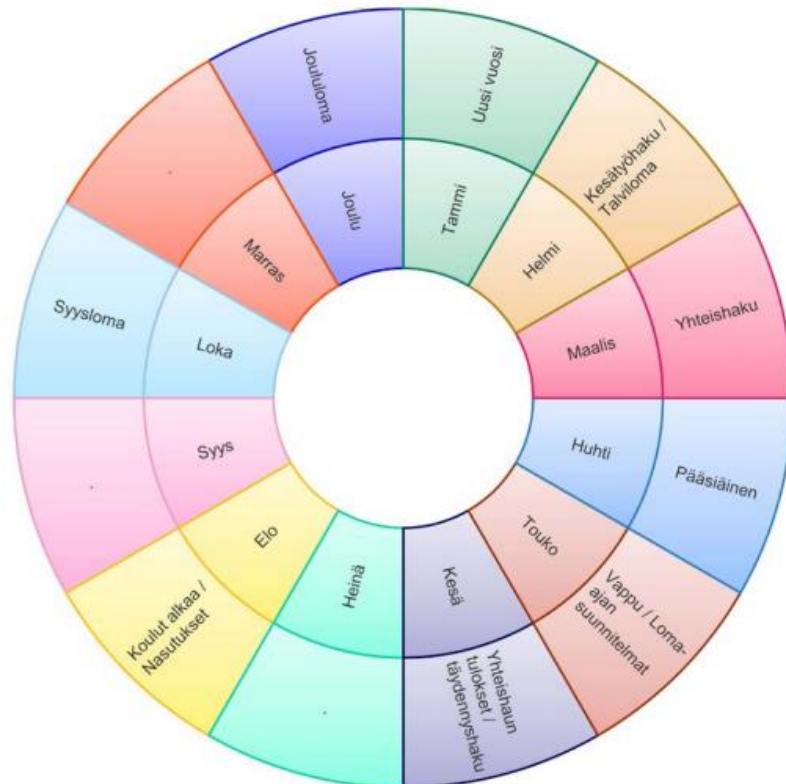 Uusi vuosi
Tammi
Kesätyöhaku /
Talviloma
Helmi
Yhteishaku
Maalis
Pääsiäinen
Huhti
Vappu / Loma-
ajan
suunnitelmat
Touko
Yhteishaun
tulokset /
täydennyshaku
Kesä
.
Heinä
Koulut alkaa /
Nasutukset
Elo
.
Syys
Syysloma
Loka
.
Marras
Joululoma
Joulu